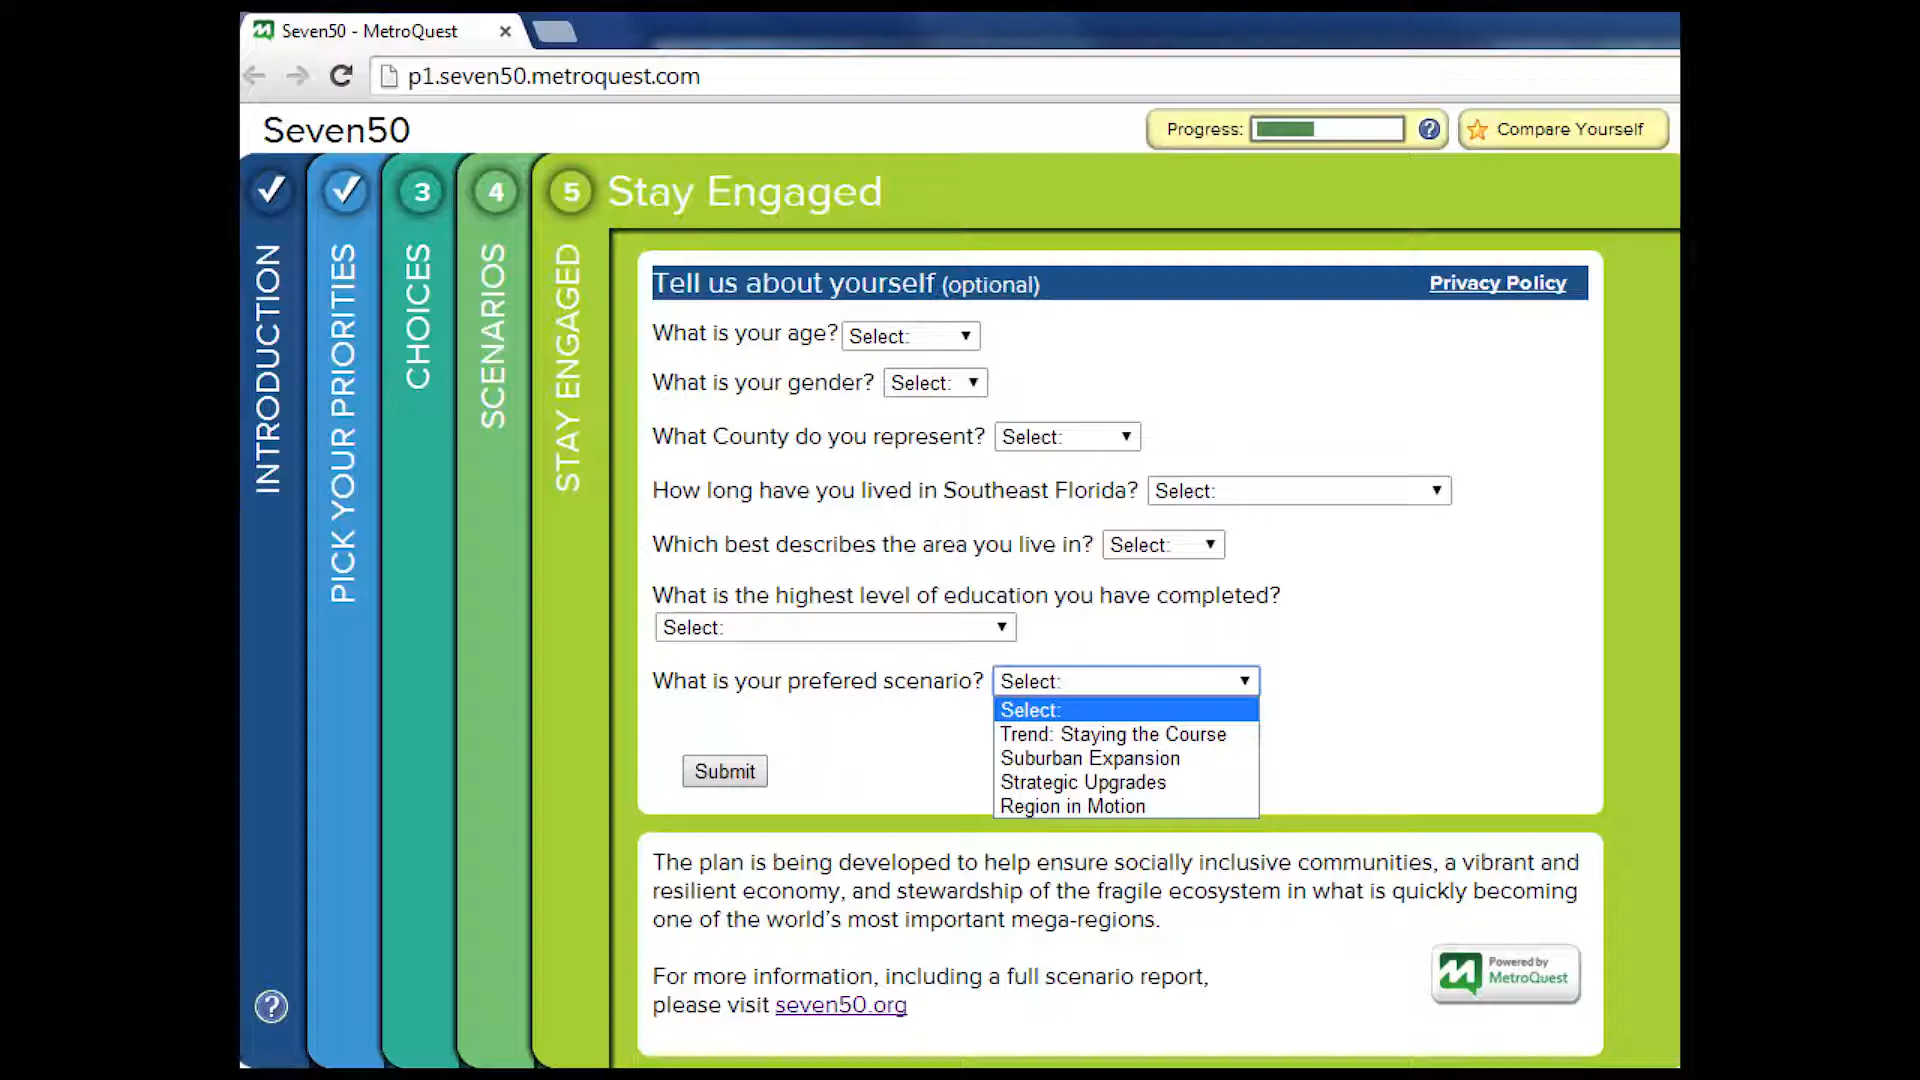 Seven50 - MetroQuest
p1.seven50.metroquest.com
Seven50
Progress:
?
Compare Yourself
INTRODUCTION
PICK YOUR PRIORITIES
3
CHOICES
4
SCENARIOS
5
STAY ENGAGED
Stay Engaged
Tell us about yourself (optional)
Privacy Policy
What is your age? Select:
What is your gender? Select:
What County do you represent? Select:
How long have you lived in Southeast Florida? Select:
Which best describes the area you live in? Select:
What is the highest level of education you have completed?
Select:
What is your prefered scenario? Select:
Select:
Trend: Staying the Course
Suburban Expansion
Strategic Upgrades
Region in Motion
Submit
The plan is being developed to help ensure socially inclusive communities, a vibrant and
resilient economy, and stewardship of the fragile ecosystem in what is quickly becoming
one of the world’s most important mega-regions.
For more information, including a full scenario report,
please visit seven50.org
Powered by
MetroQuest
?